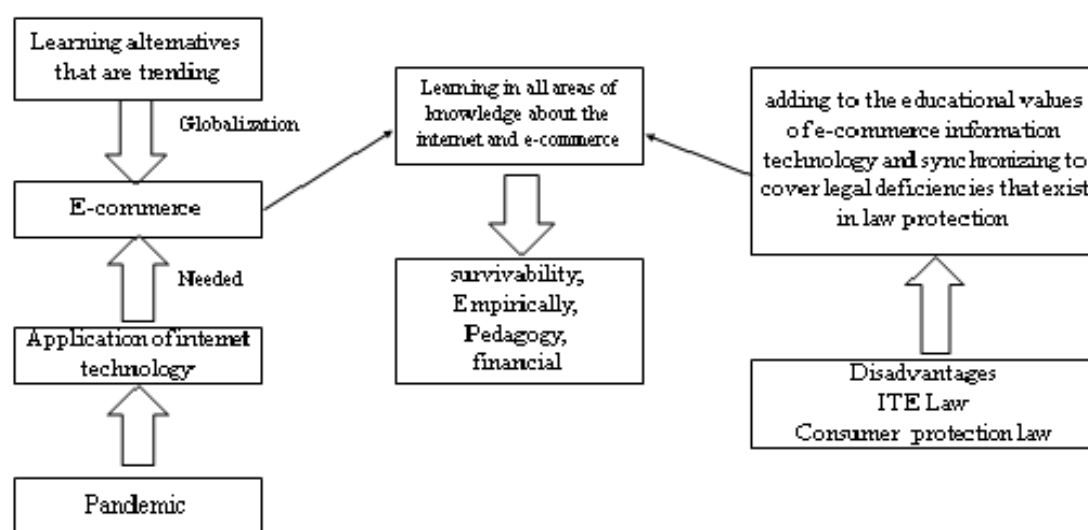 Learning alternatives
that are trending
Globalization
E-commerce
Needed
Application of internet
technology
Pandemic
Learning in all areas of
knowledge about the
internet and e-commerce
survivability,
Empirically,
Pedagogy,
financial
adding to the educational values
of e-commerce information
technology and synchronizing to
cover legal deficiencies that exist
in law protection
Disadvantages
ITE Law
Consumer protection law